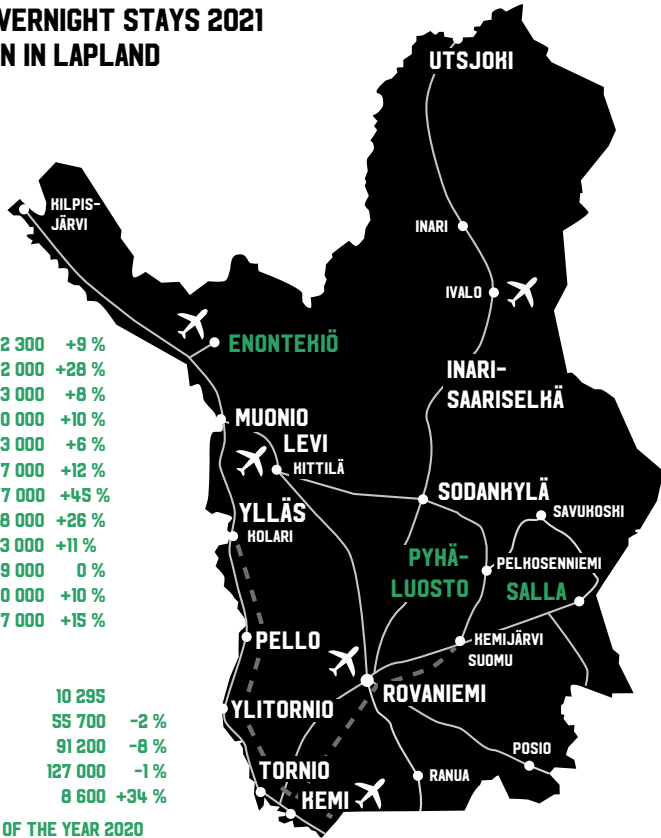 VERNIGHT STAYS 2021
N IN LAPLAND
UTSJOKI
KILPIS-
JÄRVI
INARI
IVALO
ENONTEKIÖ
INARI-
SAARISELKÄ
MUONIO
LEVI
KITTILÄ
SODANKYLÄ
SAVUKOSKI
YLLÄS
KOLARI
PYHÄ-
LUOSTO
PELKOSENNIEMI
SALLA
PELLO
KEMIJÄRVI
SUOMU
ROVANIEMI
YLITORNIO
POSIO
RANUA
TORNIO
KEMI
2 300 +9 %
2 000 +28 %
3 000 +8 %
0 000 +10 %
3 000 +6 %
7 000 +12 %
7 000 +45 %
8 000 +26 %
3 000 +11 %
9 000 0 %
0 000 +10 %
7 000 +15 %
10 295
55 700 -2 %
91 200 -8 %
127 000 -1 %
8 600 +34 %
OF THE YEAR 2020